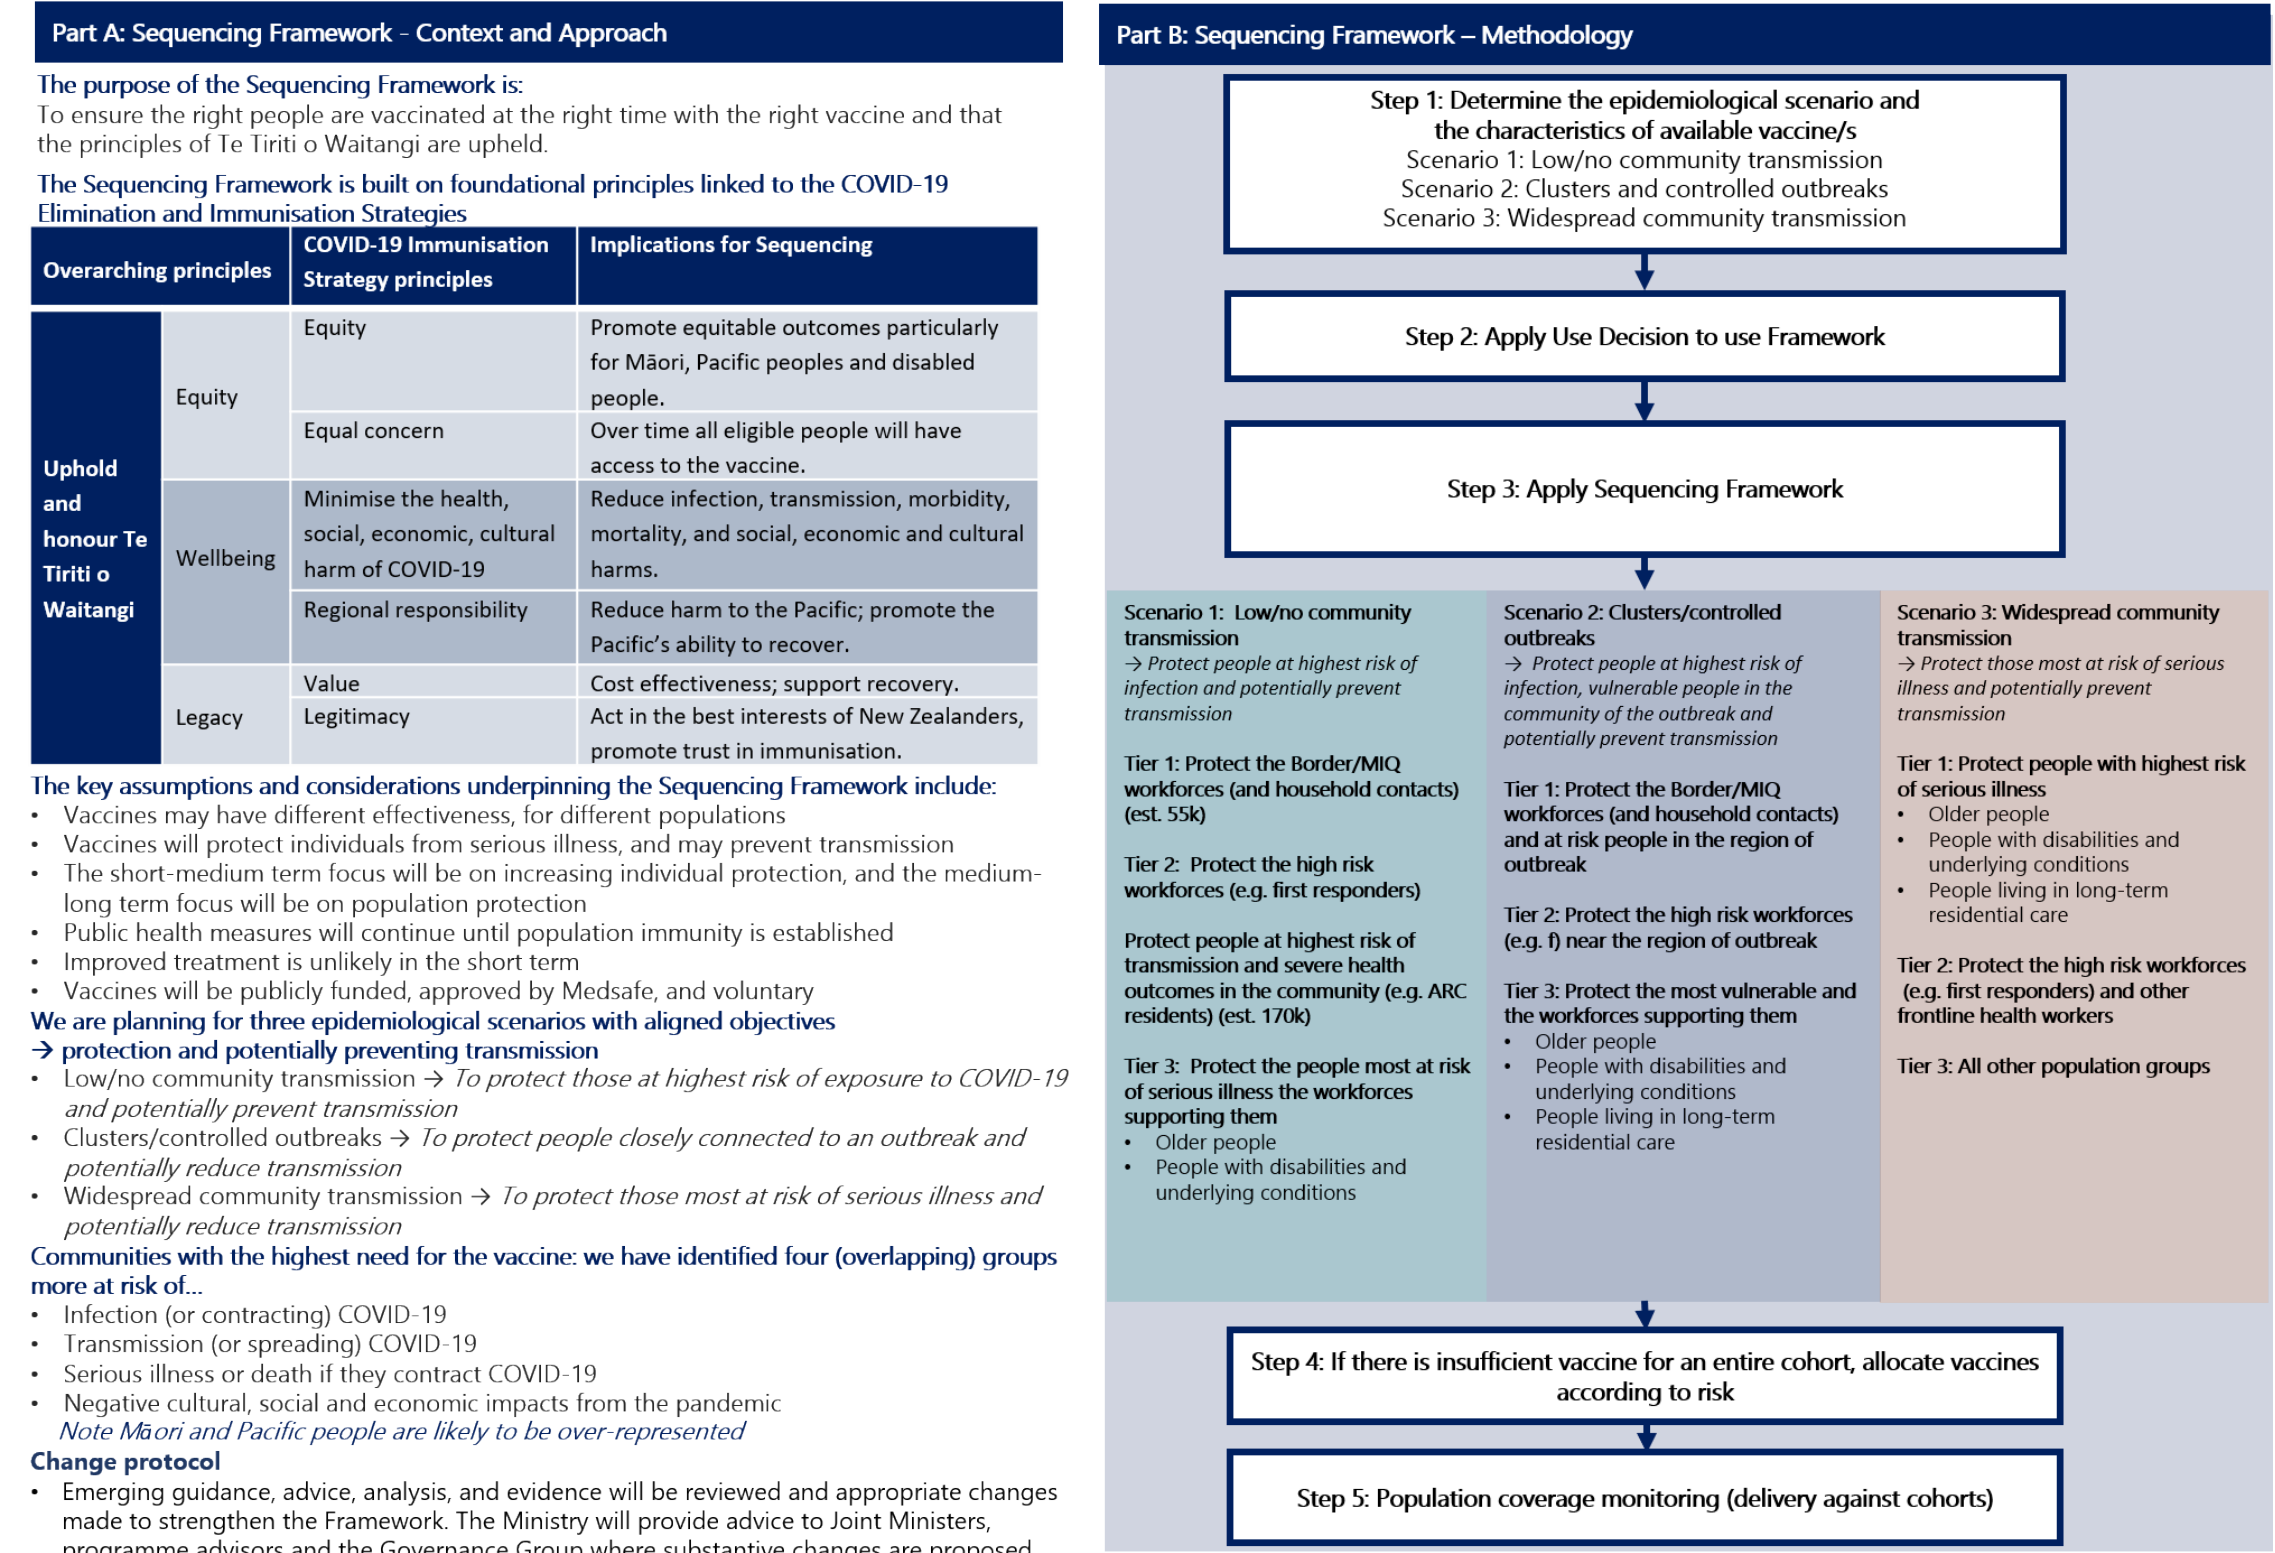 Part A: Sequencing Framework - Context and Approach
The purpose of the Sequencing Framework is:
To ensure the right people are vaccinated at the right time with the right vaccine and that
the principles of Te Tiriti o Waitangi are upheld.
The Sequencing Framework is built on foundational principles linked to the COVID-19
Elimination and Immunisation Strategies
Overarching principles
COVID-19 Immunisation
Strategy principles
Implications for Sequencing
Uphold
and
honour Te
Tiriti o
Waitangi
Equity
Equity
Promote equitable outcomes particularly
for Māori, Pacific peoples and disabled
people.
Equal concern
Over time all eligible people will have
access to the vaccine.
Wellbeing
Minimise the health,
social, economic, cultural
harm of COVID-19
Reduce infection, transmission, morbidity,
mortality, and social, economic and cultural
harms.
Regional responsibility
Reduce harm to the Pacific; promote the
Pacific's ability to recover.
Legacy
Value
Cost effectiveness; support recovery.
Legitimacy
Act in the best interests of New Zealanders,
promote trust in immunisation.
The key assumptions and considerations underpinning the Sequencing Framework include:
• Vaccines may have different effectiveness, for different populations
• Vaccines will protect individuals from serious illness, and may prevent transmission
• The short-medium term focus will be on increasing individual protection, and the medium-
long term focus will be on population protection
• Public health measures will continue until population immunity is established
• Improved treatment is unlikely in the short term
• Vaccines will be publicly funded, approved by Medsafe, and voluntary
We are planning for three epidemiological scenarios with aligned objectives
→ protection and potentially preventing transmission
• Low/no community transmission → To protect those at highest risk of exposure to COVID-19
and potentially prevent transmission
• Clusters/controlled outbreaks → To protect people closely connected to an outbreak and
potentially reduce transmission
• Widespread community transmission → To protect those most at risk of serious illness and
potentially reduce transmission
Communities with the highest need for the vaccine: we have identified four (overlapping) groups
more at risk of...
• Infection (or contracting) COVID-19
• Transmission (or spreading) COVID-19
• Serious illness or death if they contract COVID-19
• Negative cultural, social and economic impacts from the pandemic
Note Māori and Pacific people are likely to be over-represented
Change protocol
• Emerging guidance, advice, analysis, and evidence will be reviewed and appropriate changes
made to strengthen the Framework. The Ministry will provide advice to Joint Ministers,
programme advisors and the Governance Group where substantive changes are proposed
Part B: Sequencing Framework – Methodology
Step 1: Determine the epidemiological scenario and
the characteristics of available vaccine/s
Scenario 1: Low/no community transmission
Scenario 2: Clusters and controlled outbreaks
Scenario 3: Widespread community transmission
Step 2: Apply Use Decision to use Framework
Step 3: Apply Sequencing Framework
Scenario 1: Low/no community
transmission
→ Protect people at highest risk of
infection and potentially prevent
transmission
Tier 1: Protect the Border/MIQ
workforces (and household contacts)
(est. 55k)
Tier 2: Protect the high risk
workforces (e.g. first responders)
Protect people at highest risk of
transmission and severe health
outcomes in the community (e.g. ARC
residents) (est. 170k)
Tier 3: Protect the people most at risk
of serious illness the workforces
supporting them
• Older people
• People with disabilities and
underlying conditions
Scenario 2: Clusters/controlled
outbreaks
→ Protect people at highest risk of
infection, vulnerable people in the
community of the outbreak and
potentially prevent transmission
Tier 1: Protect the Border/MIQ
workforces (and household contacts)
and at risk people in the region of
outbreak
Tier 2: Protect the high risk workforces
(e.g. f) near the region of outbreak
Tier 3: Protect the most vulnerable and
the workforces supporting them
• Older people
• People with disabilities and
underlying conditions
• People living in long-term
residential care
Scenario 3: Widespread community
transmission
→ Protect those most at risk of serious
illness and potentially prevent
transmission
Tier 1: Protect people with highest risk
of serious illness
• Older people
• People with disabilities and
underlying conditions
• People living in long-term
residential care
Tier 2: Protect the high risk workforces
(e.g. first responders) and other
frontline health workers
Tier 3: All other population groups
Step 4: If there is insufficient vaccine for an entire cohort, allocate vaccines
according to risk
Step 5: Population coverage monitoring (delivery against cohorts)